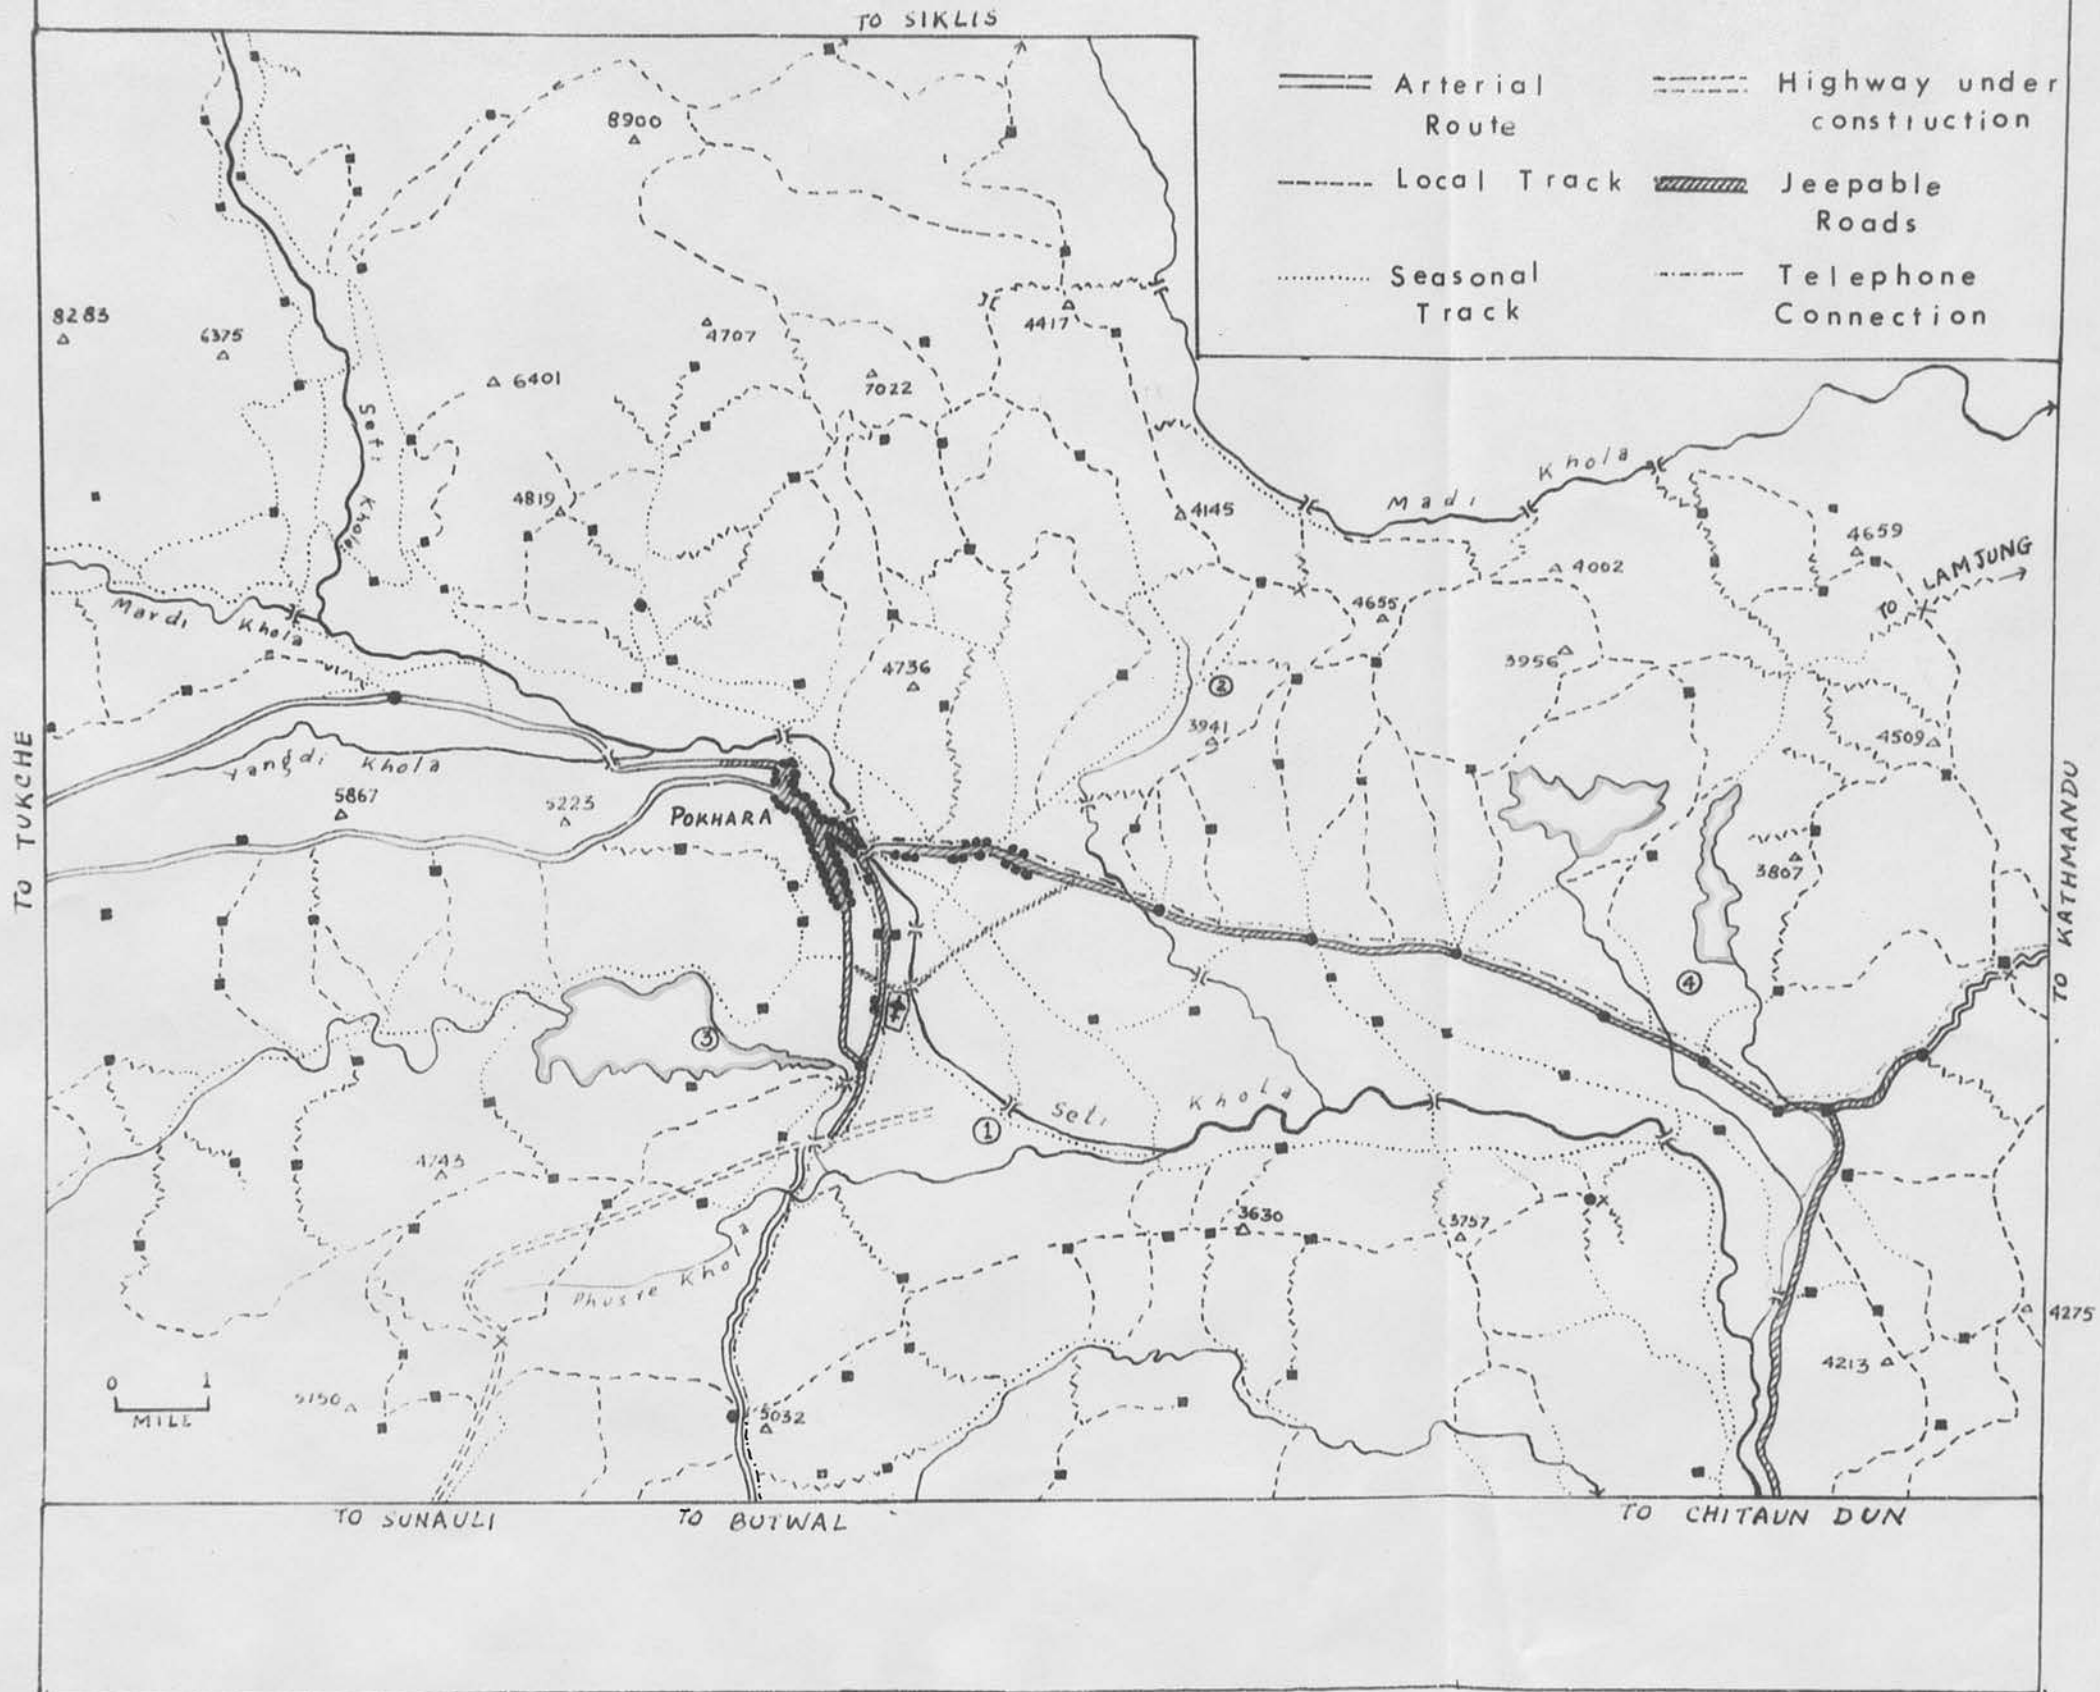 TO SIKLIS
Arterial
Route
Highway under
construction
Local Track
Jeepable
Roads
Seasonal
Track
Telephone
Connection
8900
8283
6375
4707
4417
6401
7022
Seti
Khola
4819
4145
Madi Khola
4659
TO LAMJUNG
4002
Mardi Khola
4655
4736
3956
2
3941
4509
TO TUKCHE
Yangdi Khola
5867
5223
POKHARA
3807
TO KATHMANDU
4
3
Seti Khola
1
4743
3630
3757
Phusre Khola
4275
4213
0 1
MILE
5150
5032
TO SUNAULI
TO BUTWAL
TO CHITAUN DUN